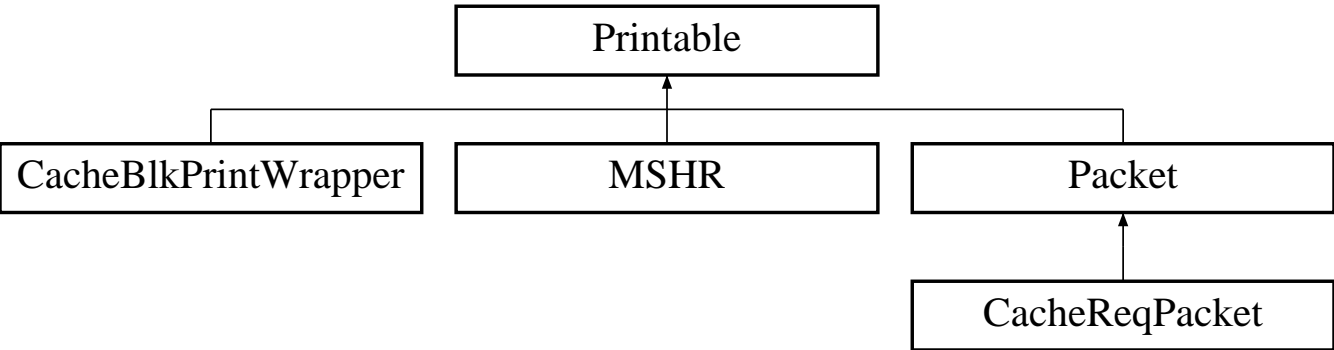 Printable
CacheBlkPrintWrapper
MSHR
Packet
CacheReqPacket